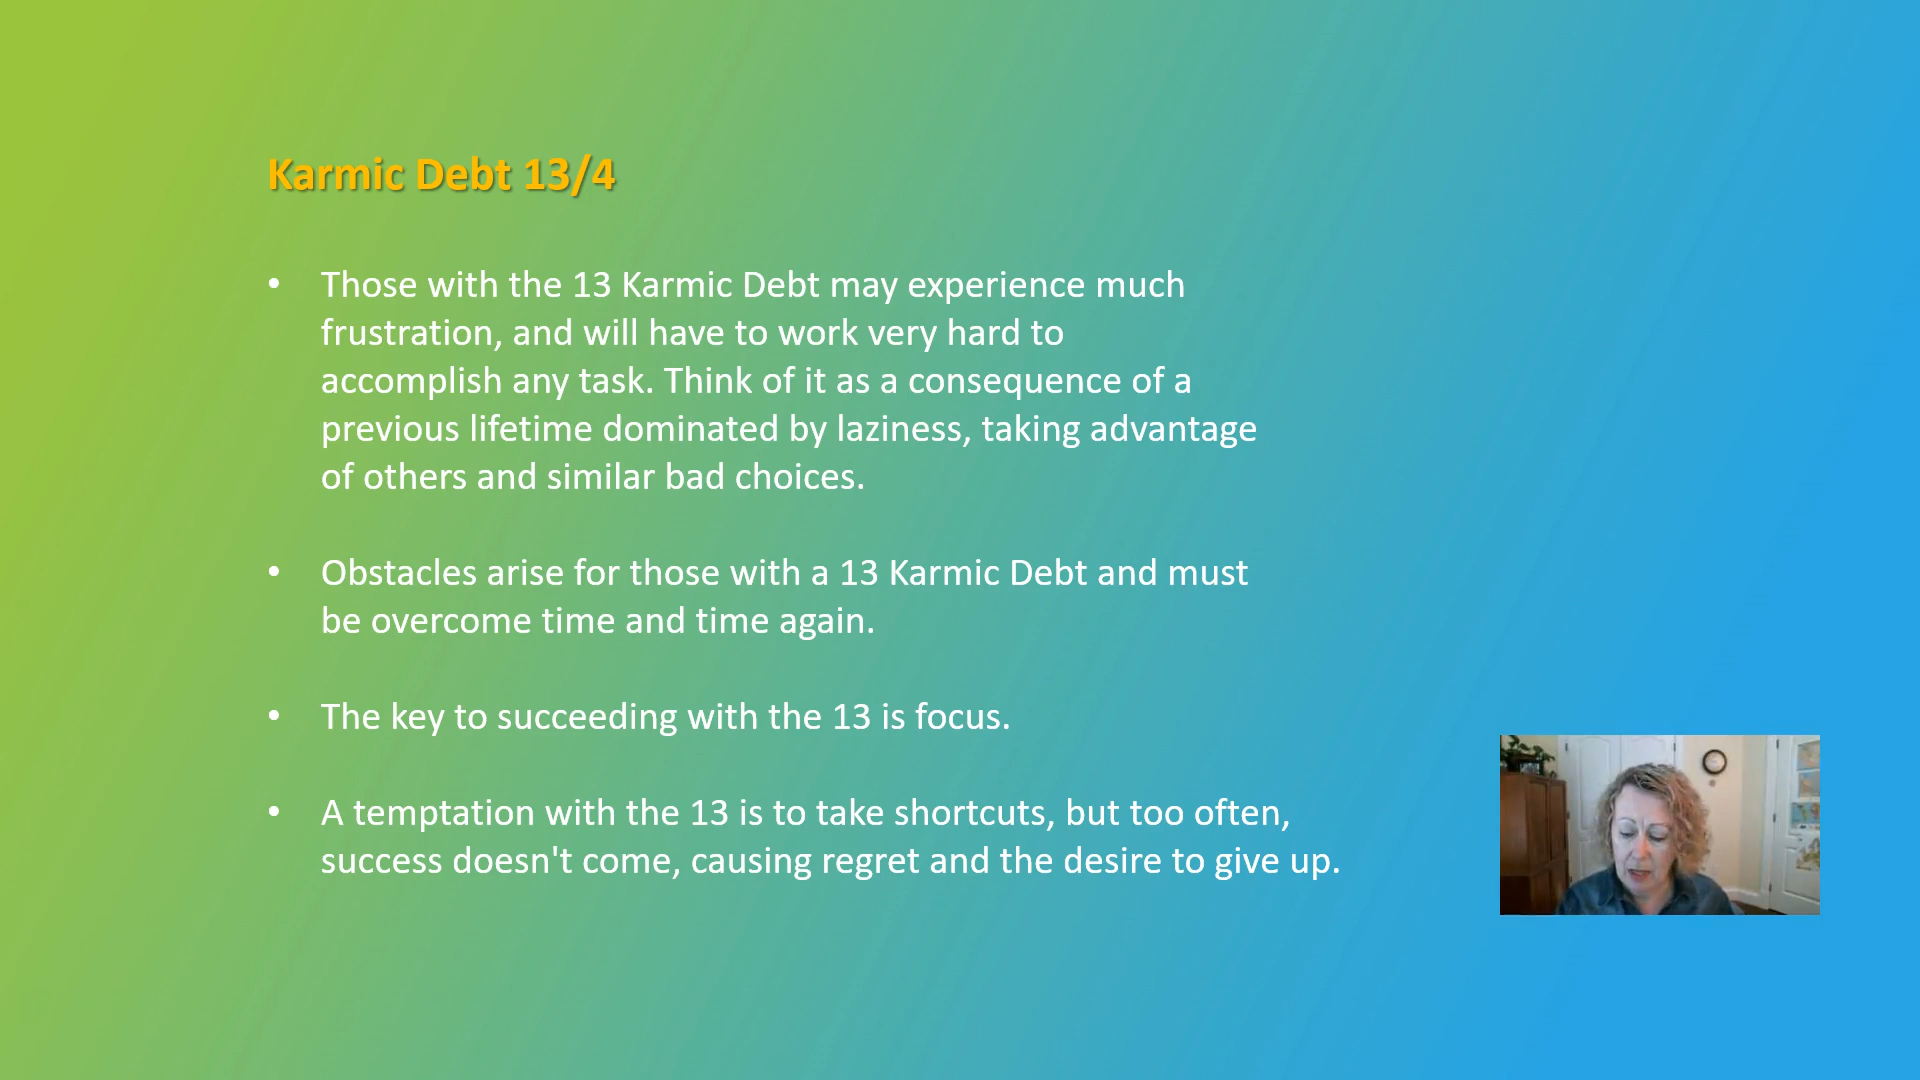 Karmic Debt 13/4
• Those with the 13 Karmic Debt may experience much
frustration, and will have to work very hard to
accomplish any task. Think of it as a consequence of a
previous lifetime dominated by laziness, taking advantage
of others and similar bad choices.
• Obstacles arise for those with a 13 Karmic Debt and must
be overcome time and time again.
• The key to succeeding with the 13 is focus.
• A temptation with the 13 is to take shortcuts, but too often,
success doesn't come, causing regret and the desire to give up.